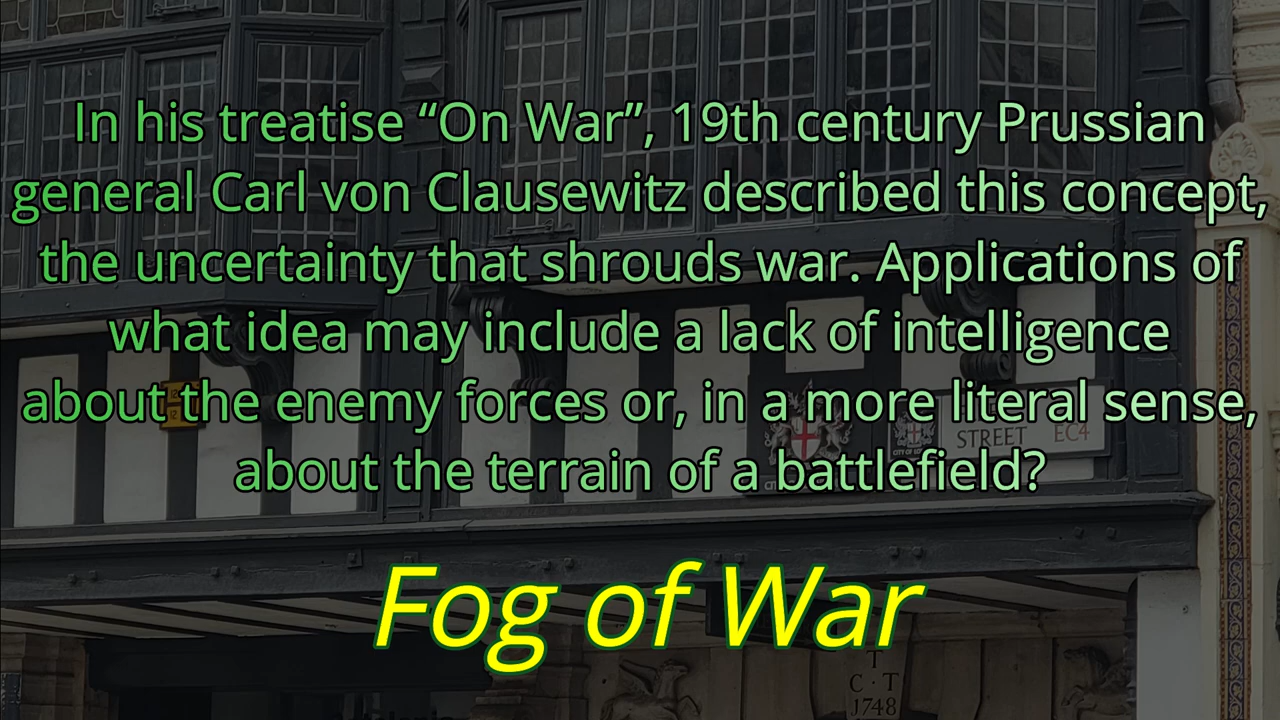 In his treatise “On War”, 19th century Prussian
general Carl von Clausewitz described this concept,
the uncertainty that shrouds war. Applications of
what idea may include a lack of intelligence
about the enemy forces or, in a more literal sense,
about the terrain of a battlefield?
STREET EC4
Fog of War
T
C·T
1748